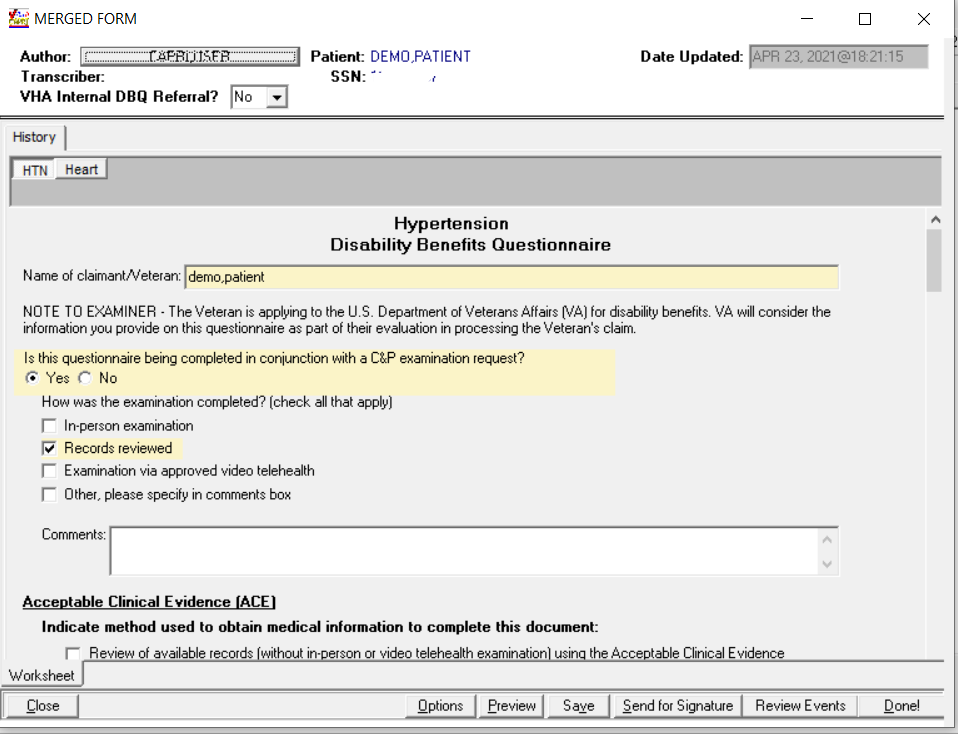 MERGED FORM
Author: Patient: DEMO,PATIENT Date Updated: APR 23, 2021@18:21:15
Transcriber: SSN:
VHA Internal DBQ Referral? No
History
HTN Heart
Hypertension
Disability Benefits Questionnaire
Name of claimant/Veteran: demo,patient
NOTE TO EXAMINER - The Veteran is applying to the U.S. Department of Veterans Affairs (VA) for disability benefits. VA will consider the
information you provide on this questionnaire as part of their evaluation in processing the Veteran's claim.
Is this questionnaire being completed in conjunction with a C&P examination request?
Yes No
How was the examination completed? (check all that apply)
In-person examination
Records reviewed
Examination via approved video telehealth
Other, please specify in comments box
Comments:
Acceptable Clinical Evidence (ACE)
Indicate method used to obtain medical information to complete this document:
Review of available records (without in-person or video telehealth examination) using the Acceptable Clinical Evidence
Worksheet
Close Options Preview Save Send for Signature Review Events Done!